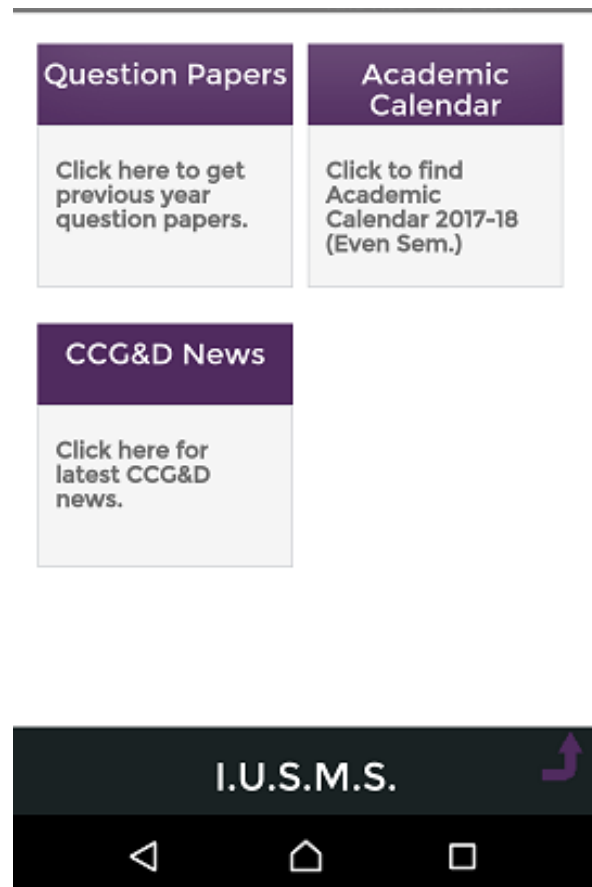 Question Papers
Click here to get
previous year
question papers.
Academic
Calendar
Click to find
Academic
Calendar 2017-18
(Even Sem.)
CCG&D News
Click here for
latest CCG&D
news.
I.U.S.M.S.